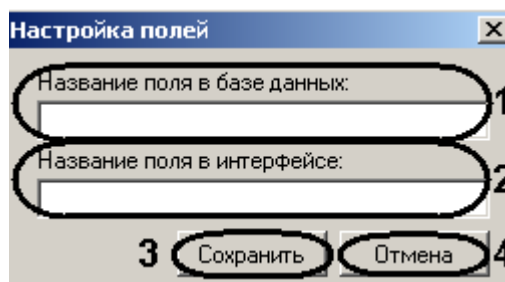 Настройка полей
Название поля в базе данных:
1
Название поля в интерфейсе:
2
3 Сохранить Отмена 4